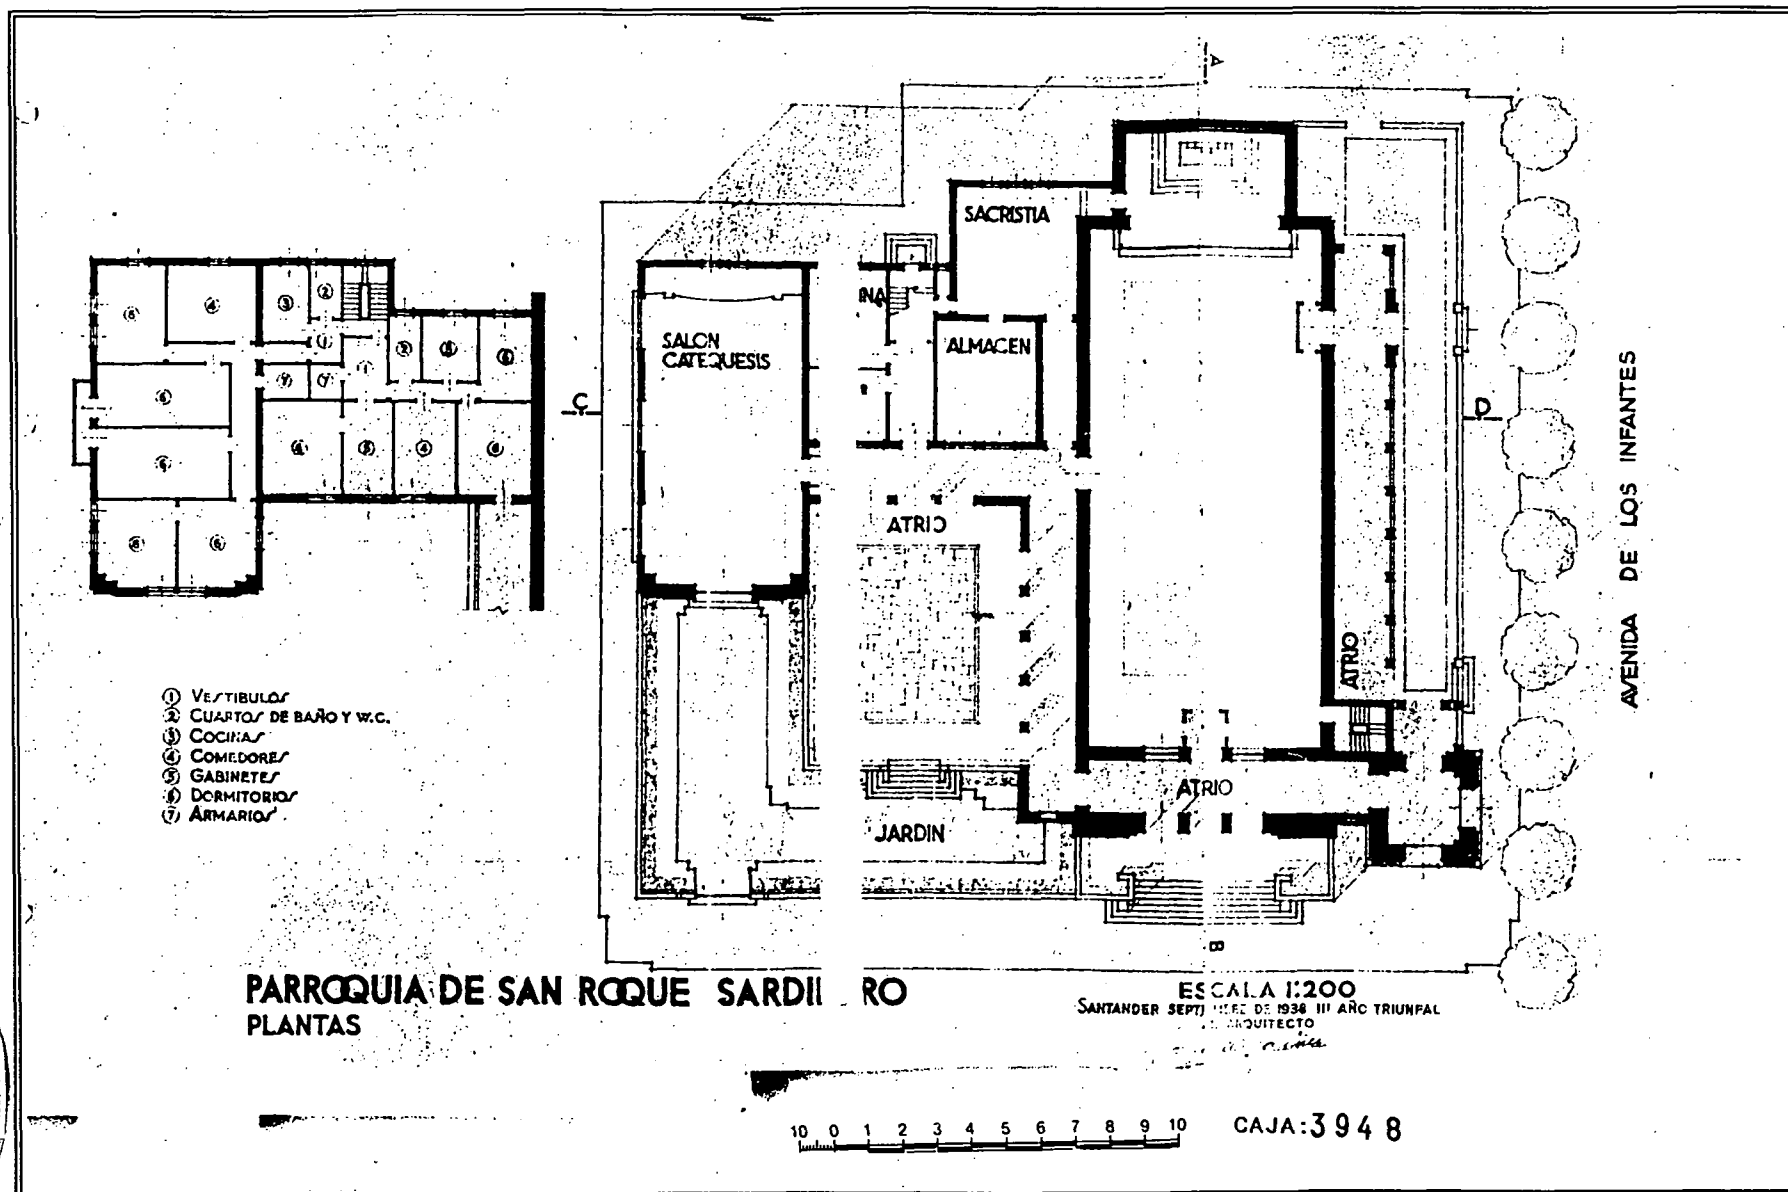 A
SACRISTIA
INA
SALON
CATEQUESIS
ALMACEN
C
D
ATRIO
ATRIO
ATRIO
JARDIN
AVENIDA DE LOS INFANTES
B
① VESTIBULOS
② CUARTOS DE BAÑO Y W.C.
③ COCINAS
④ COMEDORES
⑤ GABINETES
⑥ DORMITORIOS
⑦ ARMARIOS
PARROQUIA DE SAN ROQUE SARDI RO
PLANTAS
ESCALA 1:200
SANTANDER DE 1938 III AÑO TRIUNFAL
ARQUITECTO
10 0 1 2 3 4 5 6 7 8 9 10
CAJA: 3948